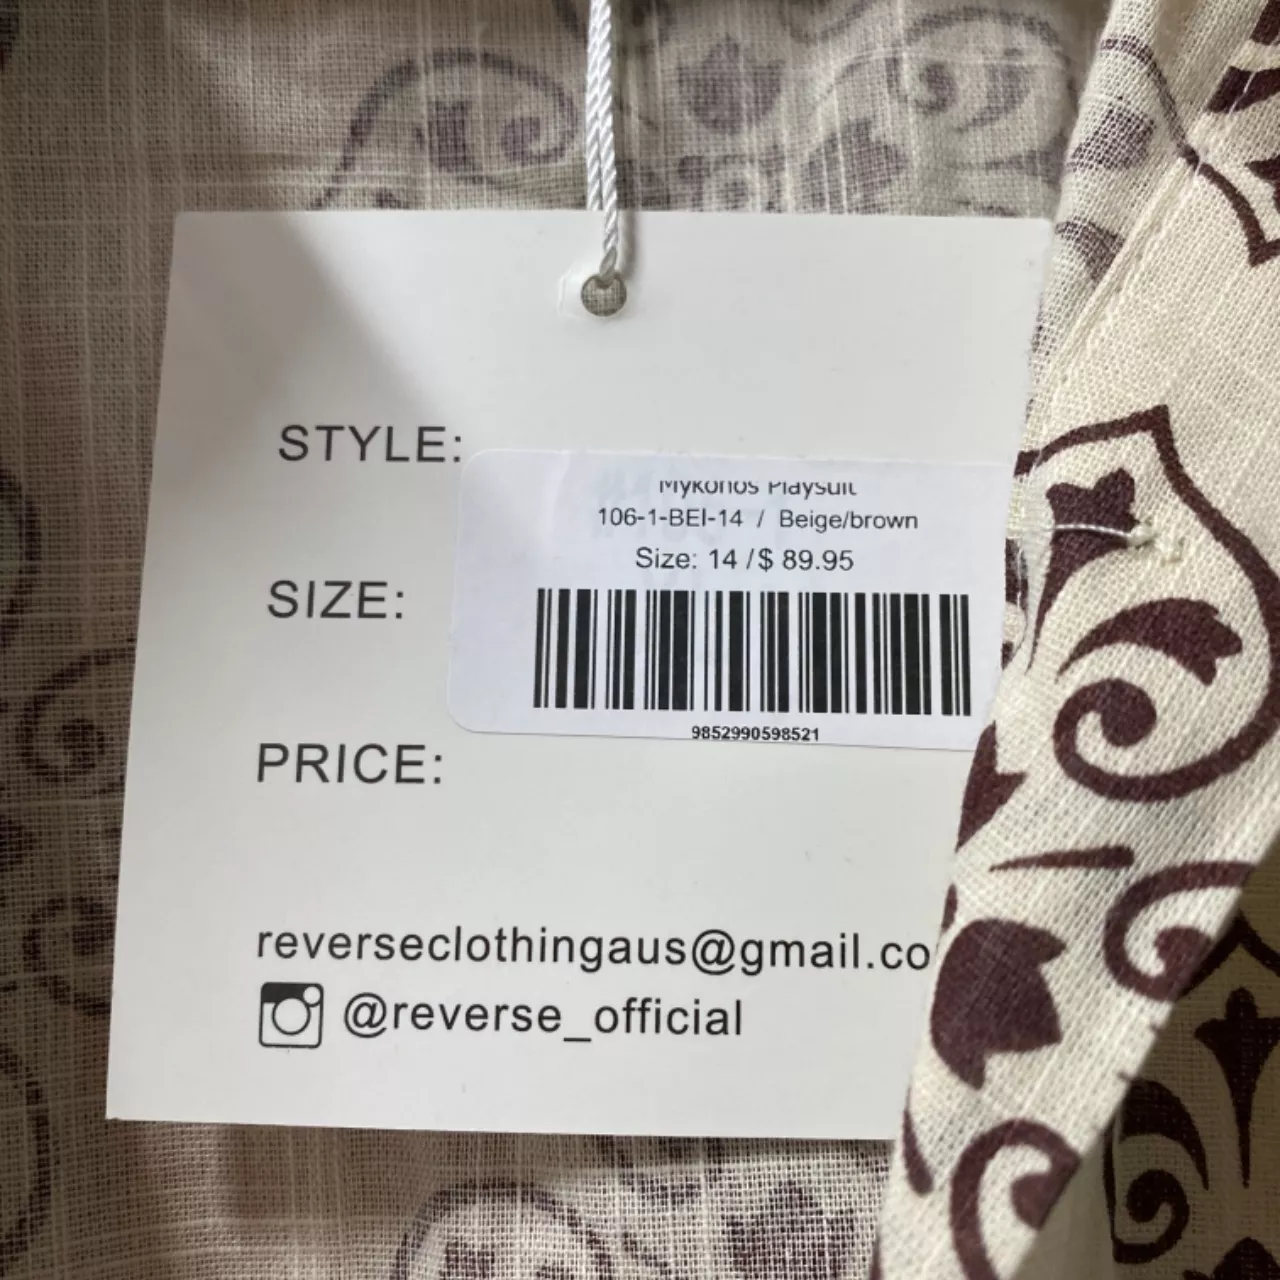 STYLE:
Mykonos Playsuit
106-1-BEI-14 / Beige/brown
Size: 14 /$ 89.95
SIZE:
9852990598521
PRICE:
reverseclothingaus@gmail.co
@reverse_official